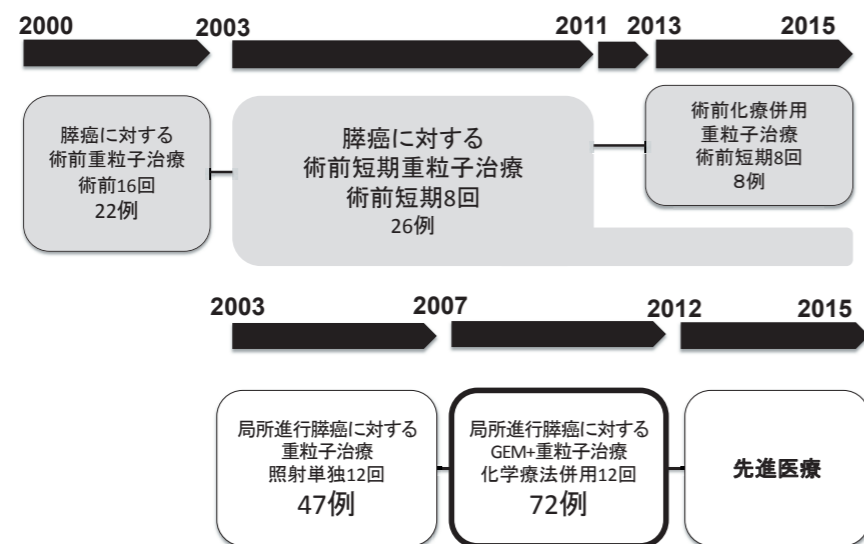 2000
2003
2011
2013
2015
膵癌に対する
術前重粒子治療
術前16回
22例
膵癌に対する
術前短期重粒子治療
術前短期8回
26例
術前化療併用
重粒子治療
術前短期8回
８例
2003
2007
2012
2015
局所進行膵癌に対する
重粒子治療
照射単独12回
47例
局所進行膵癌に対する
GEM+重粒子治療
化学療法併用12回
72例
先進医療